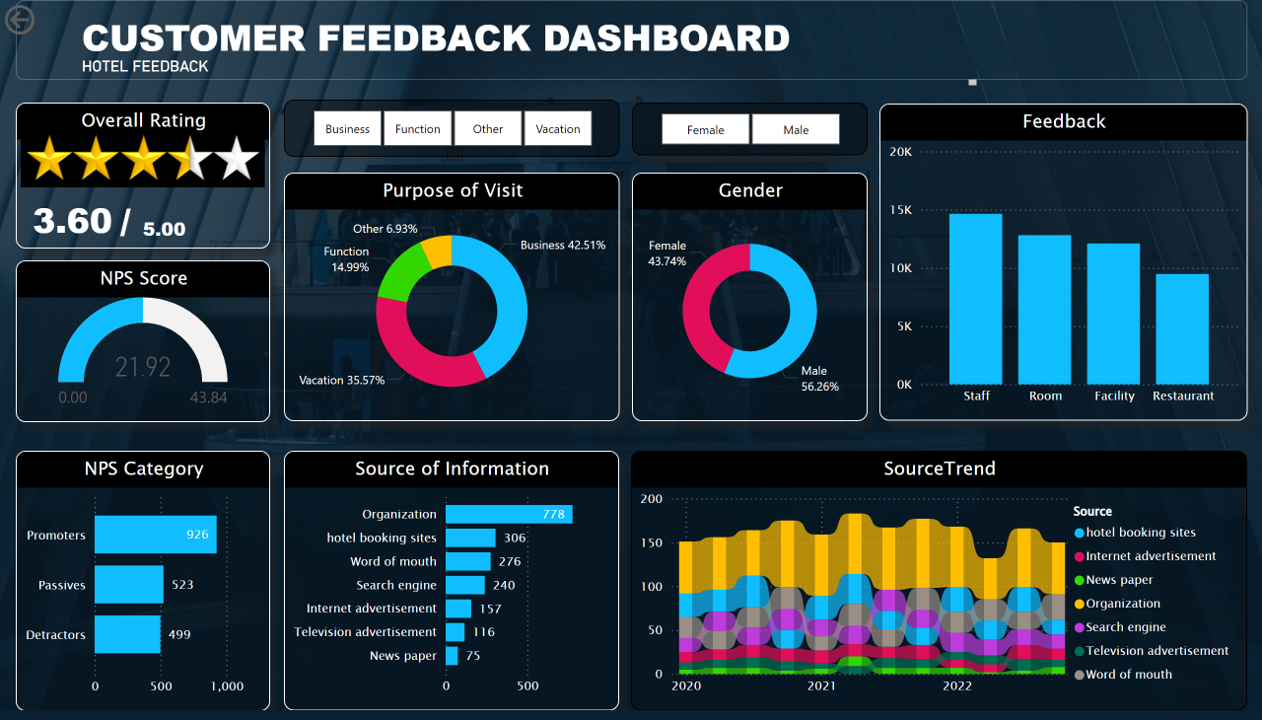 CUSTOMER FEEDBACK DASHBOARD
HOTEL FEEDBACK
Overall Rating
3.60 / 5.00
NPS Score
21.92
0.00
43.84
Business
Function
Other
Vacation
Female
Male
Purpose of Visit
Other 6.93%
Function
14.99%
Business 42.51%
Vacation 35.57%
Gender
Female
43.74%
Male
56.26%
Feedback
20K
15K
10K
5K
0K
Staff
Room
Facility
Restaurant
NPS Category
Promoters 926
Passives 523
Detractors 499
0
500
1,000
Source of Information
Organization 778
hotel booking sites 306
Word of mouth 276
Search engine 240
Internet advertisement 157
Television advertisement 116
News paper 75
0
500
SourceTrend
200
150
100
50
0
2020
2021
2022
Source
hotel booking sites
Internet advertisement
News paper
Organization
Search engine
Television advertisement
Word of mouth